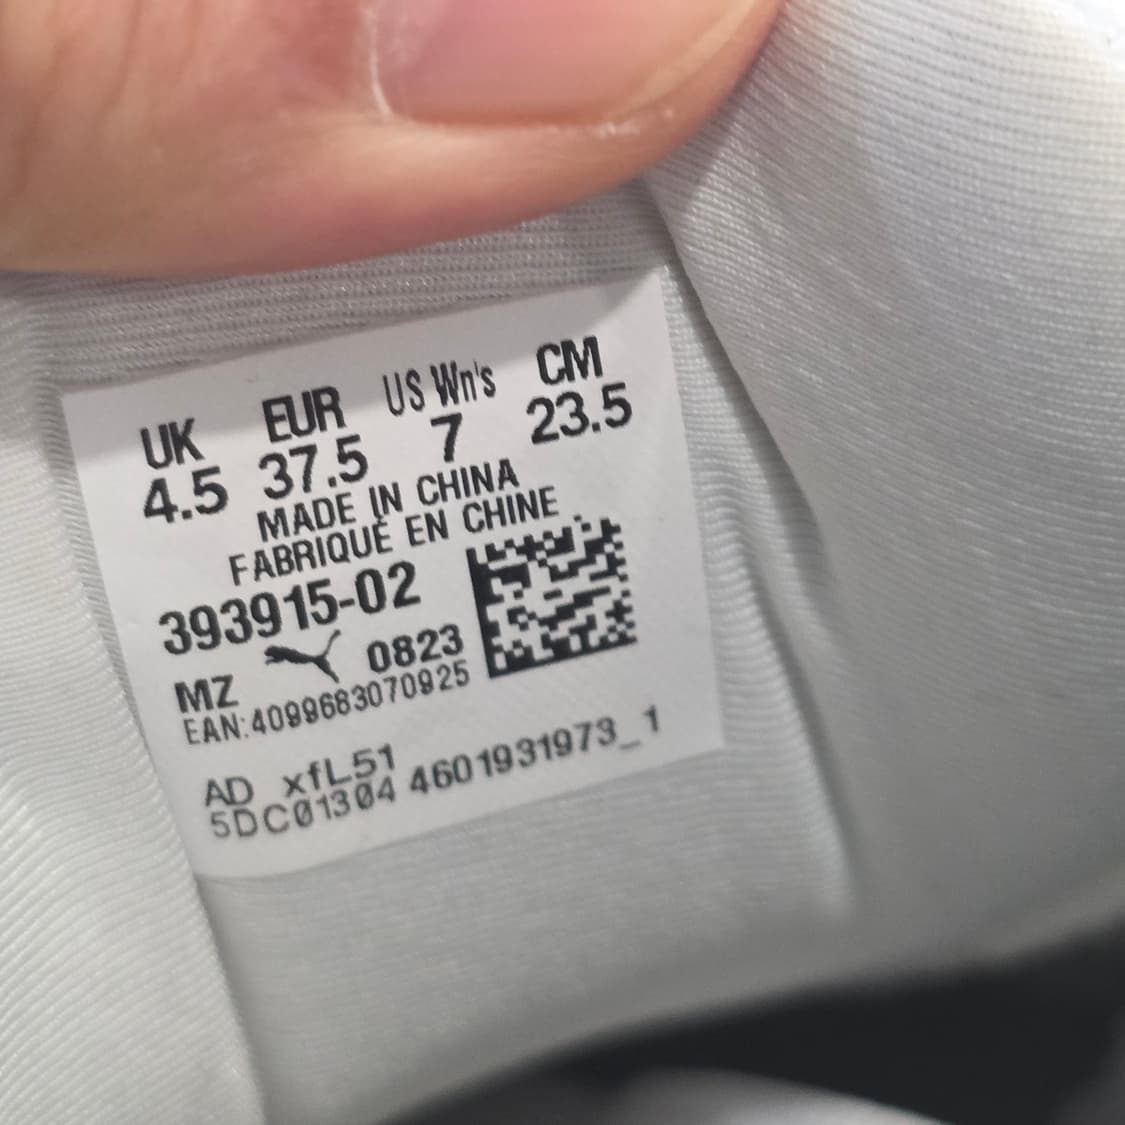 UK EUR US Wn's CM
4.5 37.5 7 23.5
MADE IN CHINA
FABRIQUÉ EN CHINE
393915-02
MZ 0823
EAN:4099683070925
AD xfL51
5DC01304 4601931973_1